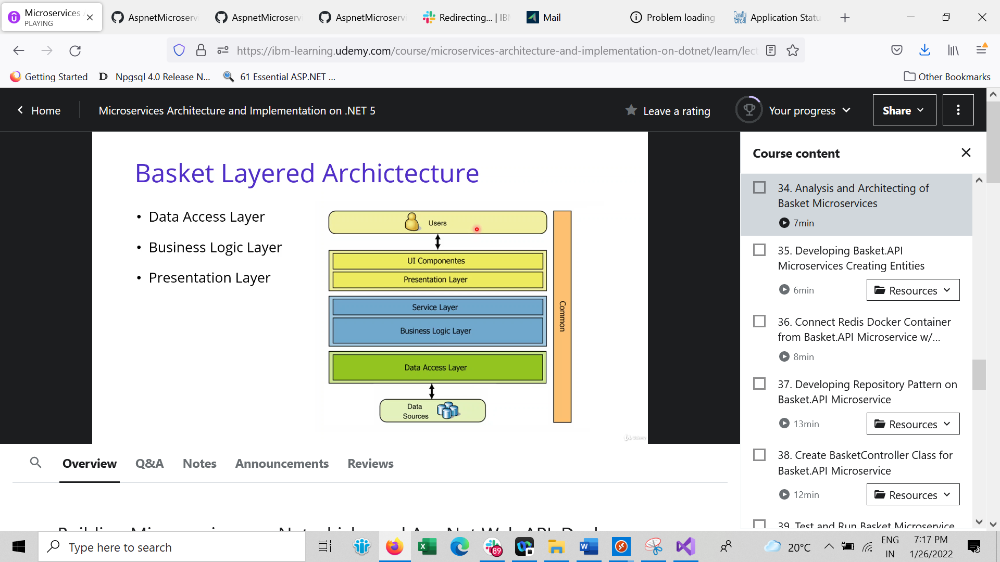 Microservices
PLAYING
AspnetMicroserv
AspnetMicroserv
AspnetMicroserv
Redirecting... | IBM
Mail
Problem loading
Application Statu
https://ibm-learning.udemy.com/course/microservices-architecture-and-implementation-on-dotnet/learn/lect
Getting Started
Npgsql 4.0 Release N...
61 Essential ASP.NET ...
Other Bookmarks
Home
Microservices Architecture and Implementation on .NET 5
Leave a rating
Your progress
Share
Basket Layered Archictecture
• Data Access Layer
• Business Logic Layer
• Presentation Layer
Users
UI Componentes
Presentation Layer
Service Layer
Business Logic Layer
Data Access Layer
Data
Sources
Common
Udemy
Course content
34. Analysis and Architecting of
Basket Microservices
7min
35. Developing Basket.API
Microservices Creating Entities
6min
Resources
36. Connect Redis Docker Container
from Basket.API Microservice w/...
8min
37. Developing Repository Pattern on
Basket.API Microservice
13min
Resources
38. Create BasketController Class for
Basket.API Microservice
12min
Resources
39. Test and Run Basket Microservice
Overview
Q&A
Notes
Announcements
Reviews
Type here to search
89
20°C
ENG
IN
7:17 PM
1/26/2022